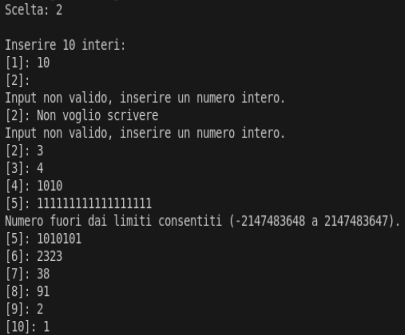 Scelta: 2
Inserire 10 interi:
[1]: 10
[2]:
Input non valido, inserire un numero intero.
[2]: Non voglio scrivere
Input non valido, inserire un numero intero.
[2]: 3
[3]: 4
[4]: 1010
[5]: 111111111111111111
Numero fuori dai limiti consentiti (-2147483648 a 2147483647).
[5]: 1010101
[6]: 2323
[7]: 38
[8]: 91
[9]: 2
[10]: 1